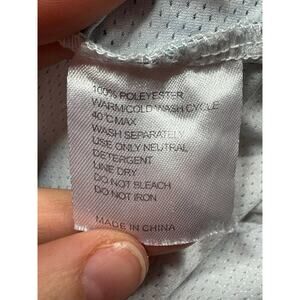 100% POLEYESTER
WARM/COLD WASH CYCLE
40°C MAX
WASH SEPARATELY
USE ONLY NEUTRAL
DETERGENT
LINE DRY
DO NOT BLEACH
DO NOT IRON
MADE IN CHINA